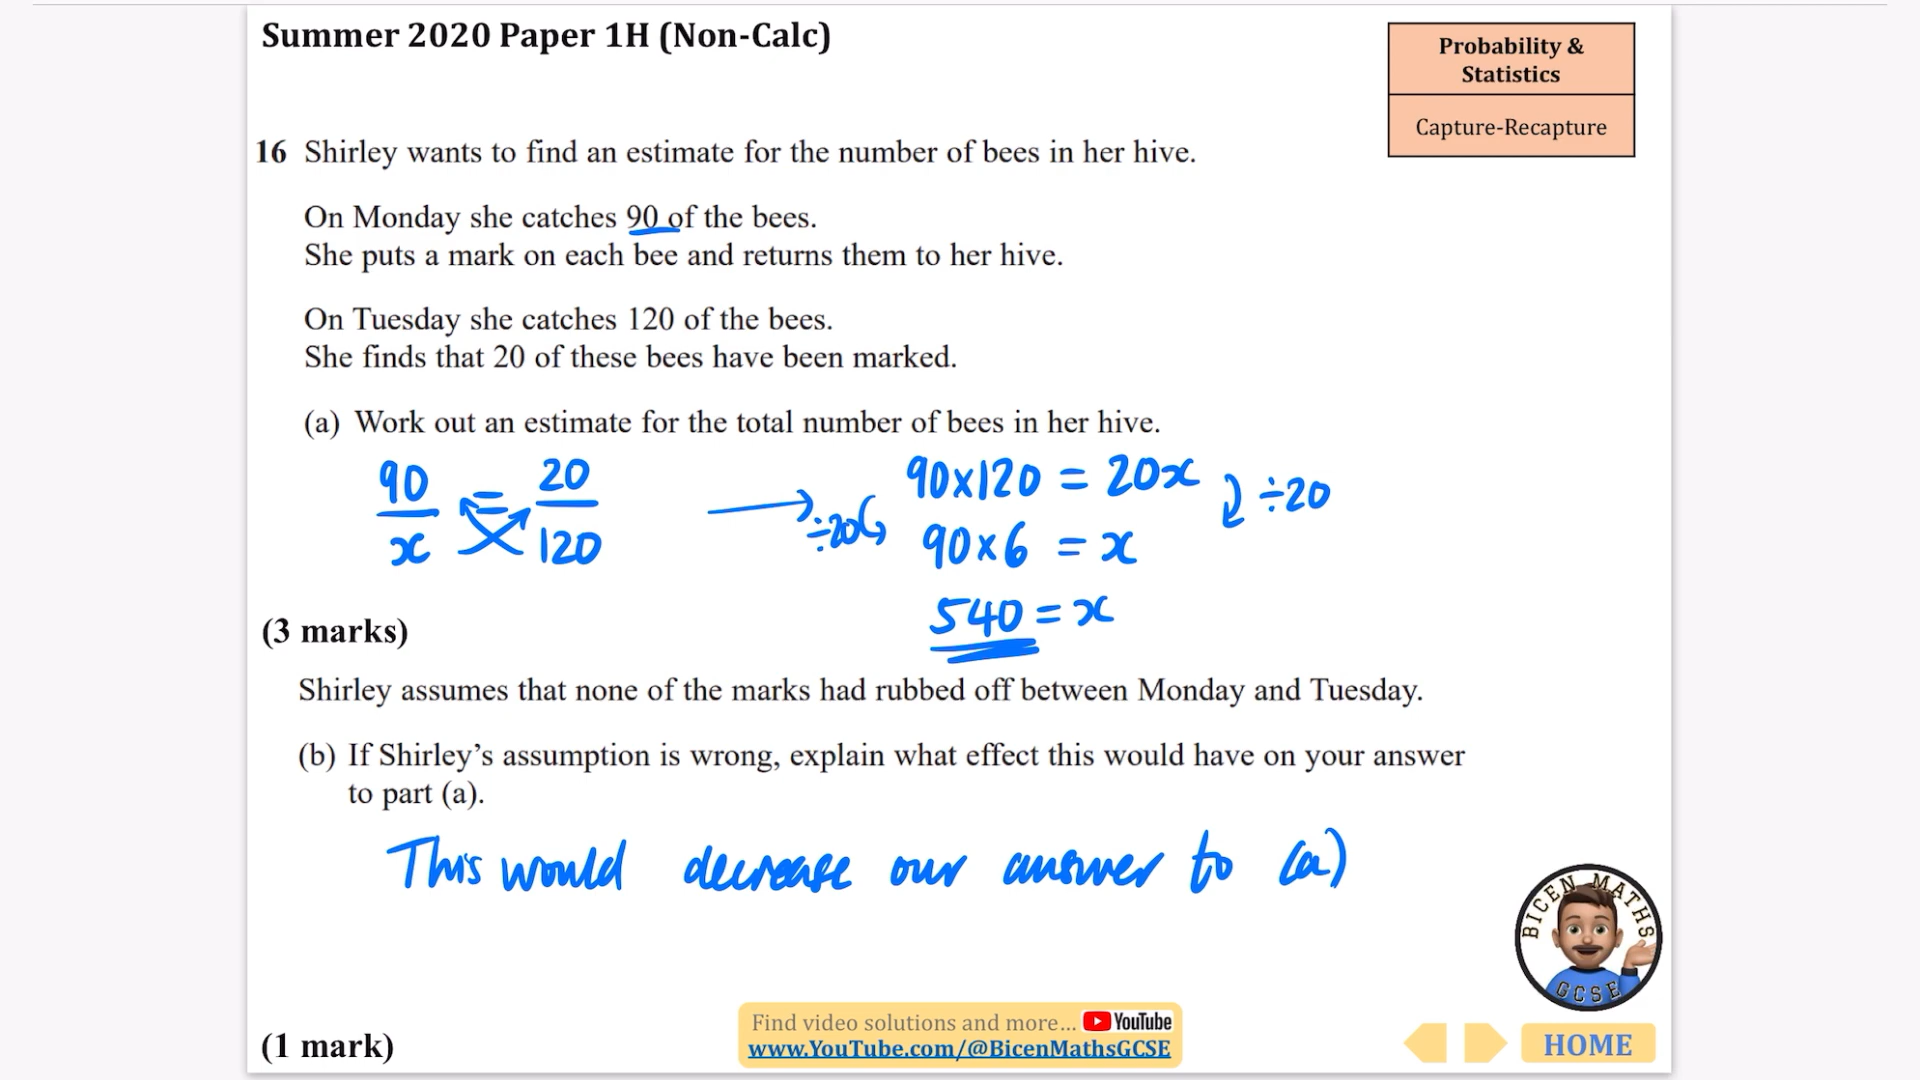 Summer 2020 Paper 1H (Non-Calc)
Probability &
Statistics
Capture-Recapture
16 Shirley wants to find an estimate for the number of bees in her hive.
On Monday she catches 90 of the bees.
She puts a mark on each bee and returns them to her hive.
On Tuesday she catches 120 of the bees.
She finds that 20 of these bees have been marked.
(a) Work out an estimate for the total number of bees in her hive.
90/x = 20/120
90×120 = 20x ÷20
÷20 90×6 = x
540 = x
(3 marks)
Shirley assumes that none of the marks had rubbed off between Monday and Tuesday.
(b) If Shirley’s assumption is wrong, explain what effect this would have on your answer
to part (a).
This would decrease our answer to (a)
BICEN MATHS
GCSE
(1 mark)
Find video solutions and more... YouTube
www.YouTube.com/@BicenMathsGCSE
HOME